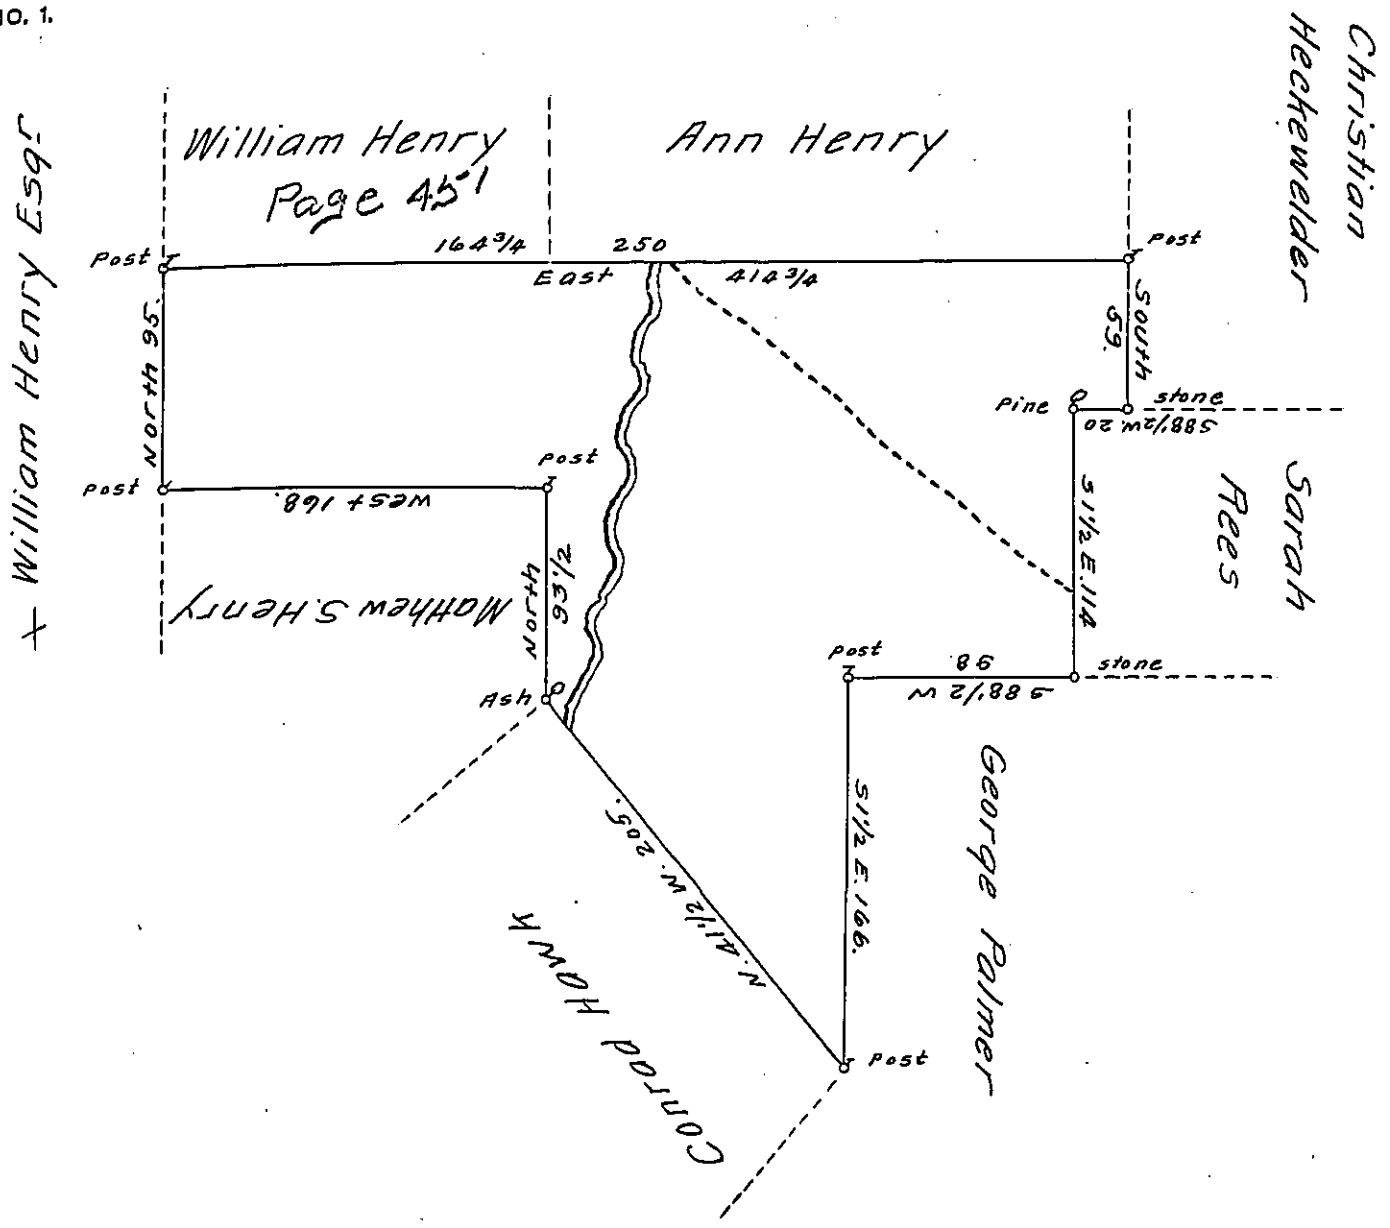 NO. 1.
Christian
Heckewelder
William Henry
Page 451
Ann Henry
+ William Henry Esqr
Post
164 3/4
250
East
414 3/4
Post
South
59.
Pine
stone
S88 1/2 W. 20
North 95.
S 1 1/2 E. 114
Sarah
Rees
Post
West 168.
Post
North
93 1/2
Matthew S. Henry
Ash
Post
98
S 88 1/2 W
stone
S 1 1/2 E. 166.
George Palmer
N. 41 1/2 W. 205.
Conrad Hawk
Post